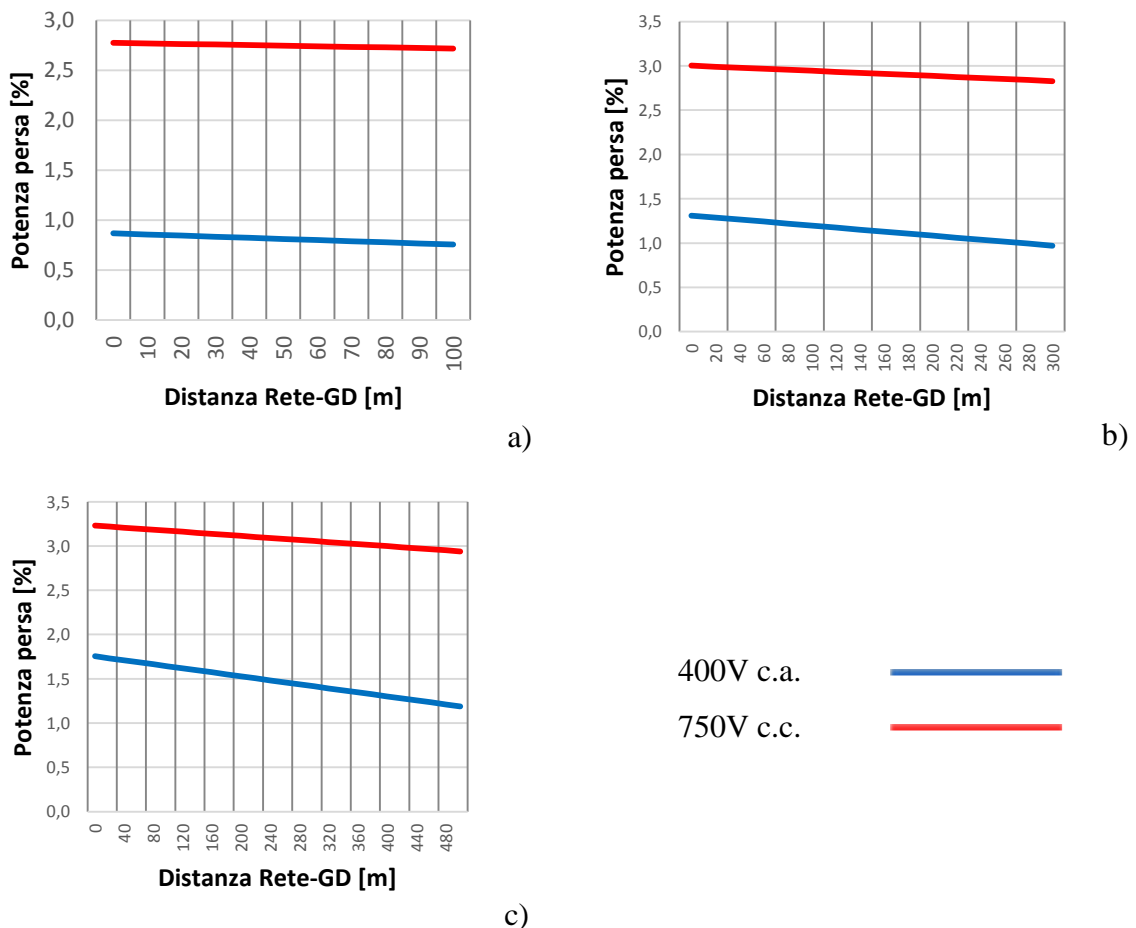 Potenza persa [%]
3,0
2,5
2,0
1,5
1,0
0,5
0,0
0 10 20 30 40 50 60 70 80 90 100
Distanza Rete-GD [m]
a)
Potenza persa [%]
3,5
3,0
2,5
2,0
1,5
1,0
0,5
0,0
0 20 40 60 80 100 120 140 160 180 200 220 240 260 280 300
Distanza Rete-GD [m]
b)
Potenza persa [%]
3,5
3,0
2,5
2,0
1,5
1,0
0,5
0,0
0 40 80 120 160 200 240 280 320 360 400 440 480
Distanza Rete-GD [m]
c)
400V c.a.
750V c.c.